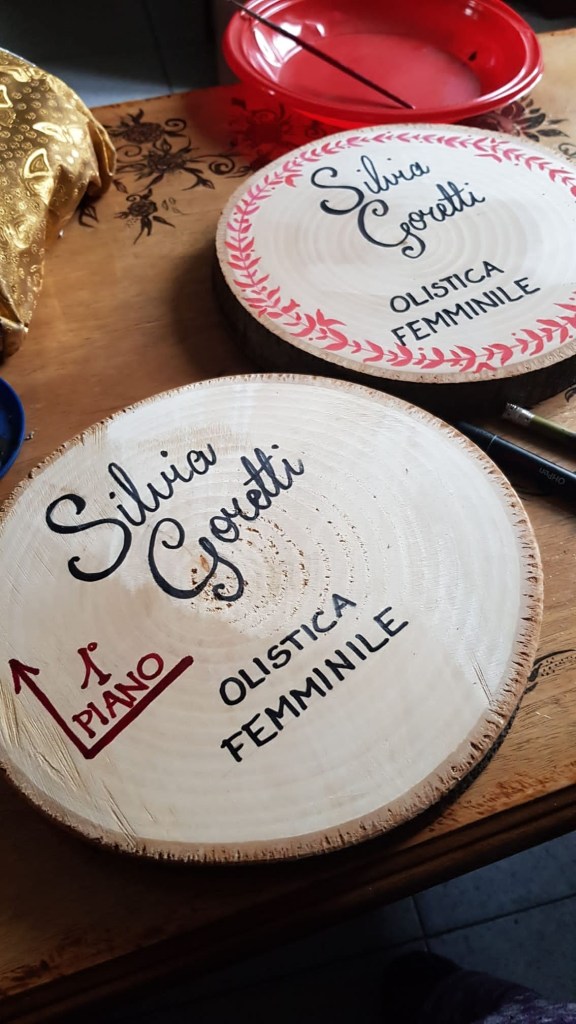 Silvia
Goretti
OLISTICA
FEMMINILE
Silvia
Goretti
1° 
PIANO
OLISTICA
FEMMINILE